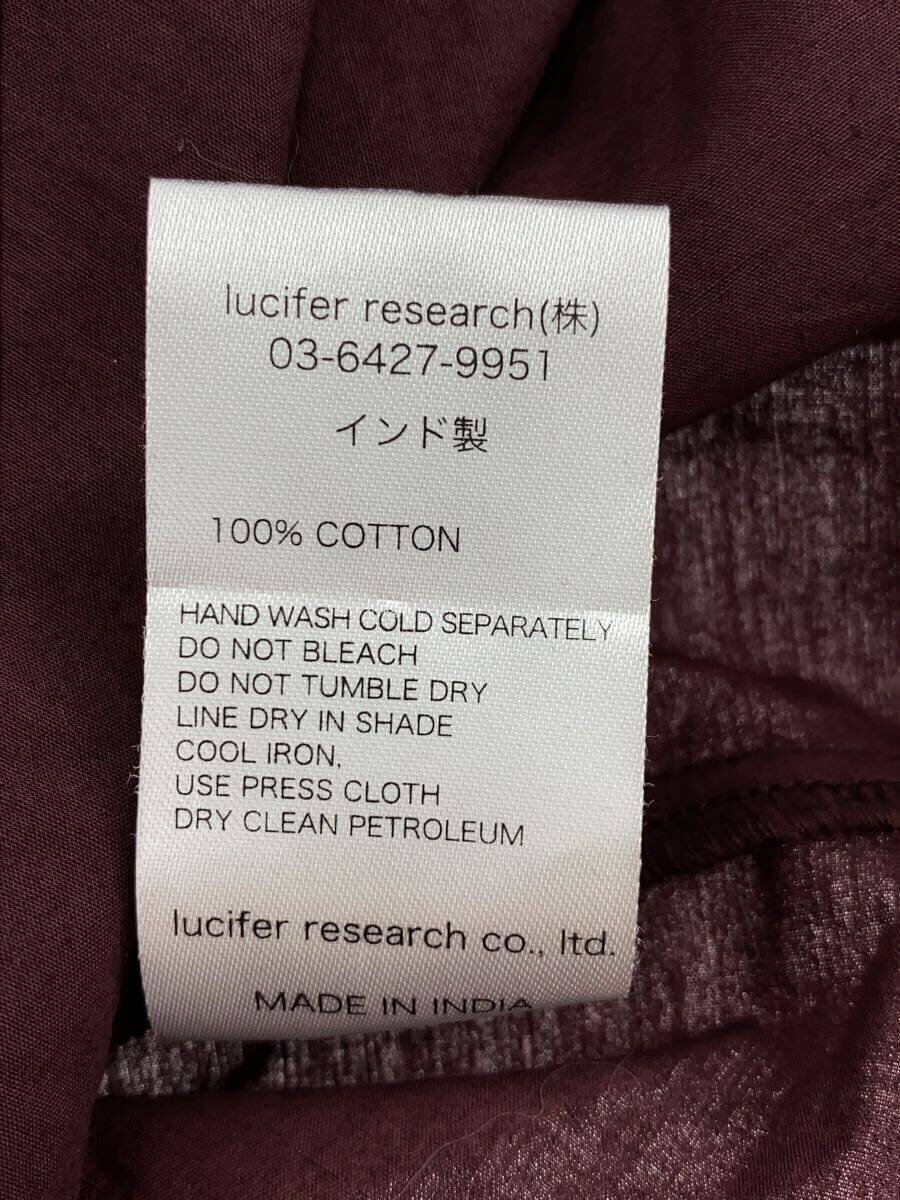 lucifer research(株)
03-6427-9951
インド製
100% COTTON
HAND WASH COLD SEPARATELY
DO NOT BLEACH
DO NOT TUMBLE DRY
LINE DRY IN SHADE
COOL IRON,
USE PRESS CLOTH
DRY CLEAN PETROLEUM
lucifer research co., ltd.
MADE IN INDIA